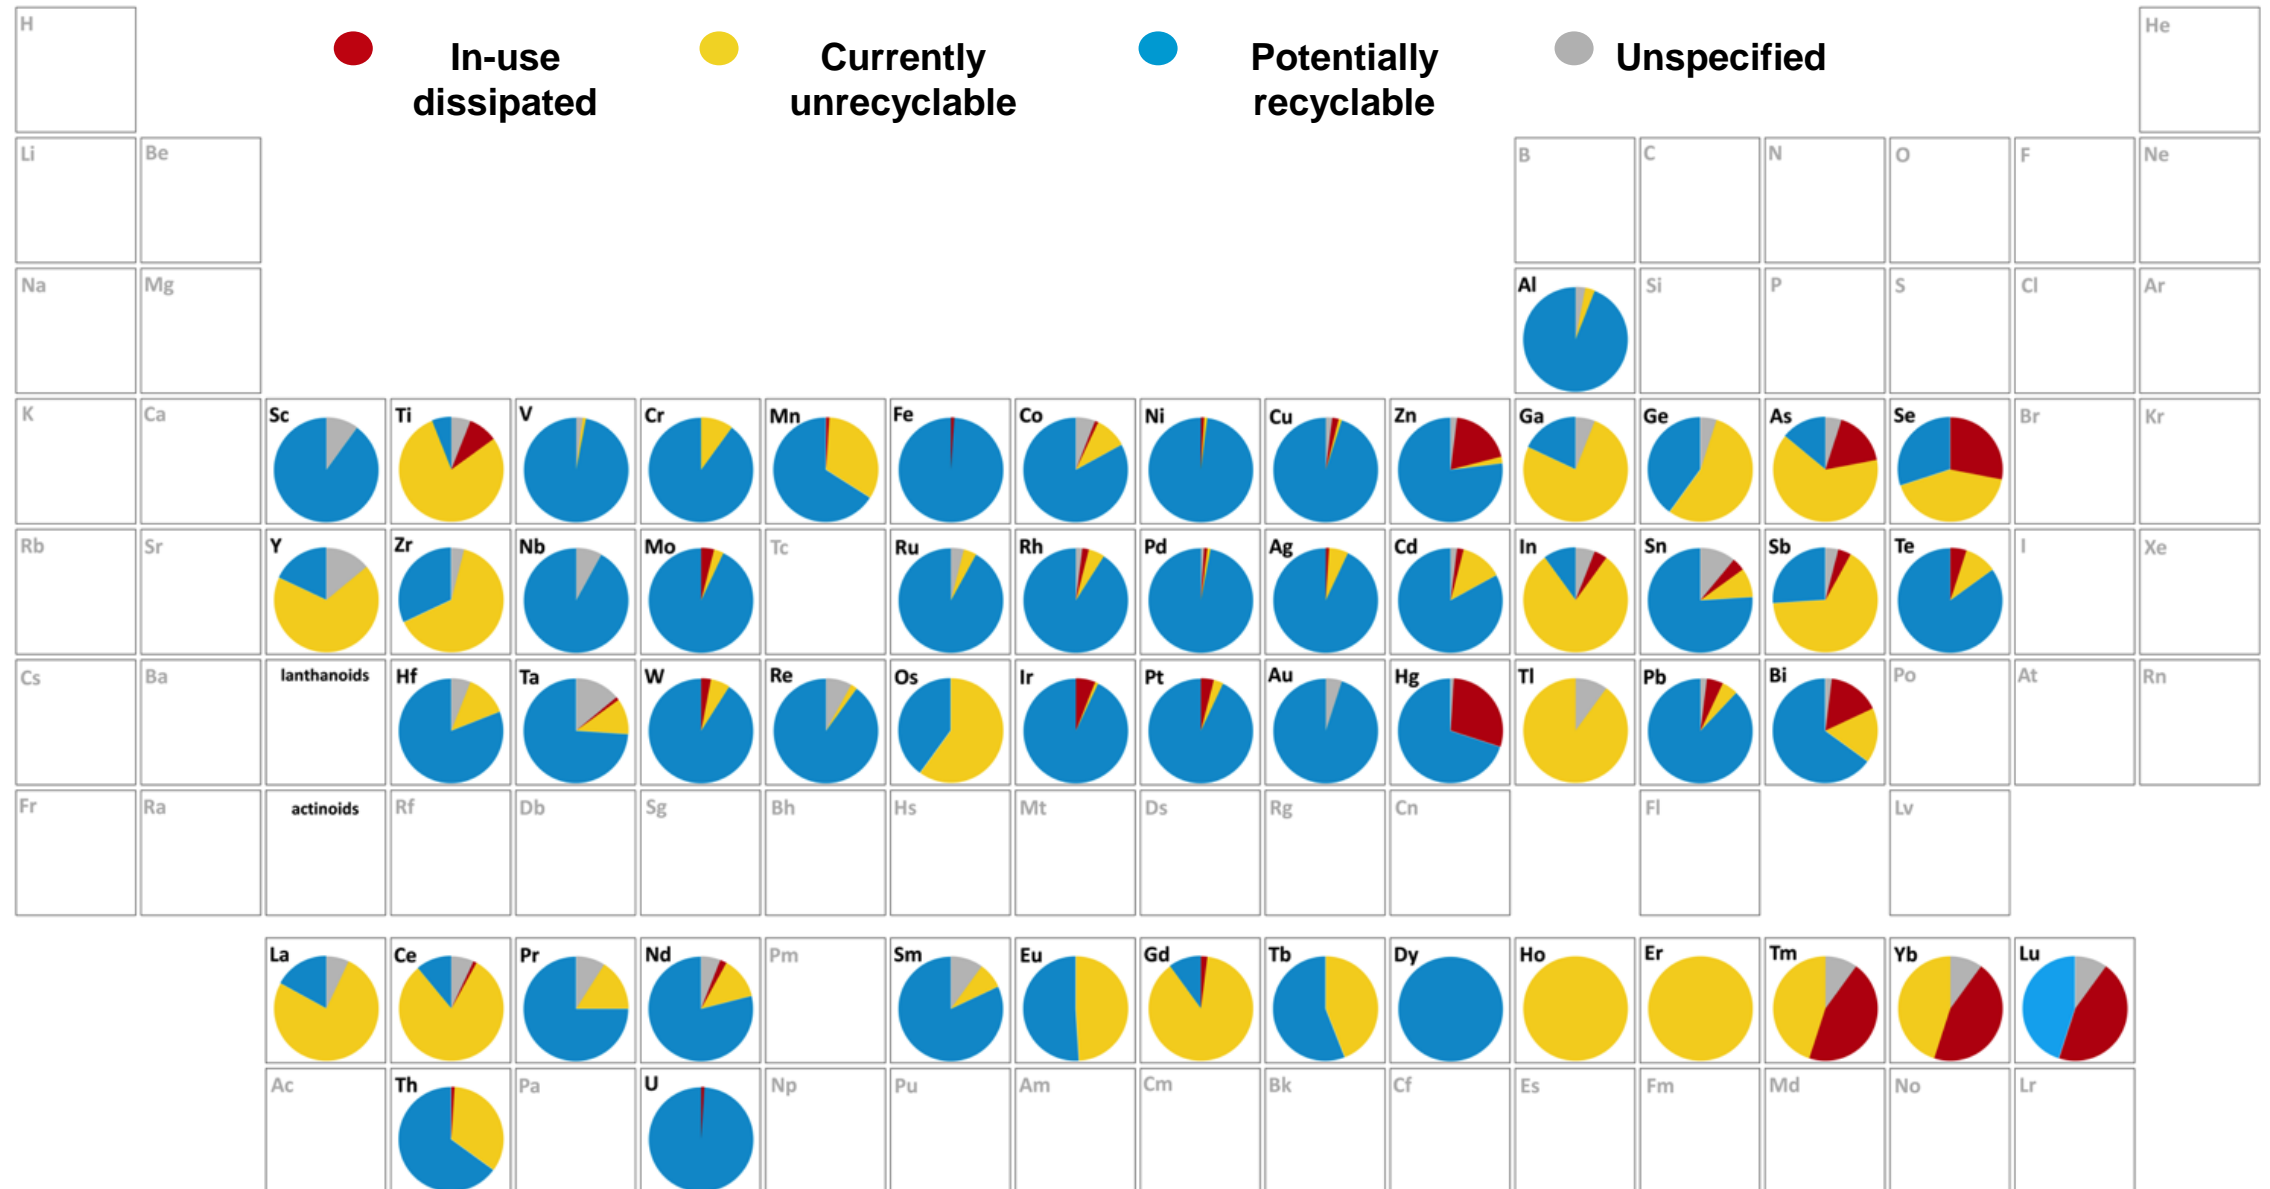 H
He
In-use
dissipated
Currently
unrecyclable
Potentially
recyclable
Unspecified
Li Be B C N O F Ne
Na Mg Al Si P S Cl Ar
K Ca Sc Ti V Cr Mn Fe Co Ni Cu Zn Ga Ge As Se Br Kr
Rb Sr Y Zr Nb Mo Tc Ru Rh Pd Ag Cd In Sn Sb Te I Xe
Cs Ba lanthanoids Hf Ta W Re Os Ir Pt Au Hg Tl Pb Bi Po At Rn
Fr Ra actinoids Rf Db Sg Bh Hs Mt Ds Rg Cn Fl Lv
La Ce Pr Nd Pm Sm Eu Gd Tb Dy Ho Er Tm Yb Lu
Ac Th Pa U Np Pu Am Cm Bk Cf Es Fm Md No Lr